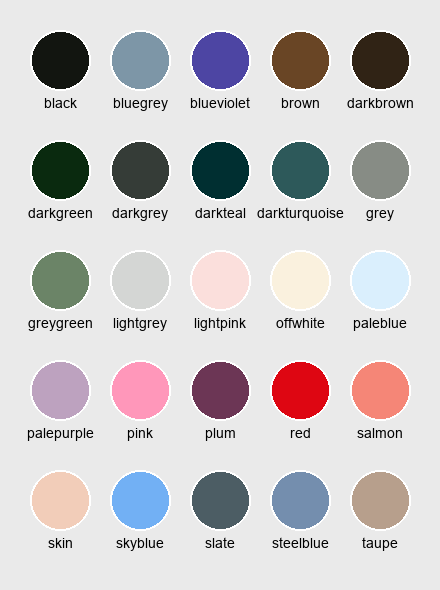 black bluegrey blueviolet brown darkbrown
darkgreen darkgrey darkteal darkturquoise grey
greygreen lightgrey lightpink offwhite paleblue
palepurple pink plum red salmon
skin skyblue slate steelblue taupe